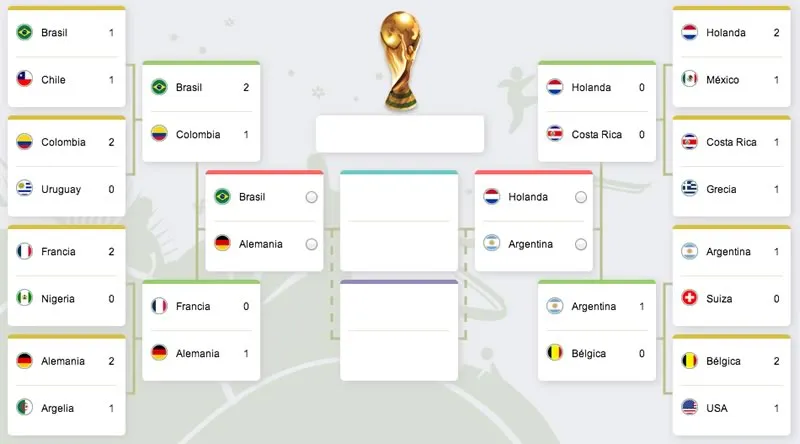 Brasil 1
Chile 1
Colombia 2
Uruguay 0
Francia 2
Nigeria 0
Alemania 2
Argelia 1
Brasil 2
Colombia 1
Francia 0
Alemania 1
Brasil
Alemania
Holanda
Argentina
Holanda 0
Costa Rica 0
Argentina 1
Bélgica 0
Holanda 2
México 1
Costa Rica 1
Grecia 1
Argentina 1
Suiza 0
Bélgica 2
USA 1